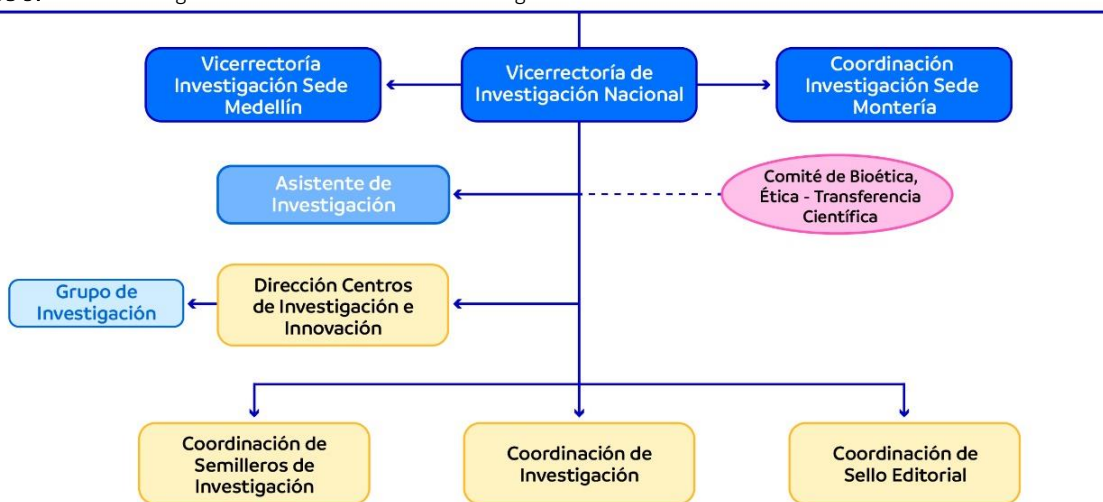 Vicerrectoría
Investigación Sede
Medellín
Vicerrectoría de
Investigación Nacional
Coordinación
Investigación Sede
Montería
Asistente de
Investigación
Comité de Bioética,
Ética - Transferencia
Científica
Grupo de
Investigación
Dirección Centros
de Investigación e
Innovación
Coordinación de
Semilleros de
Investigación
Coordinación de
Investigación
Coordinación de
Sello Editorial